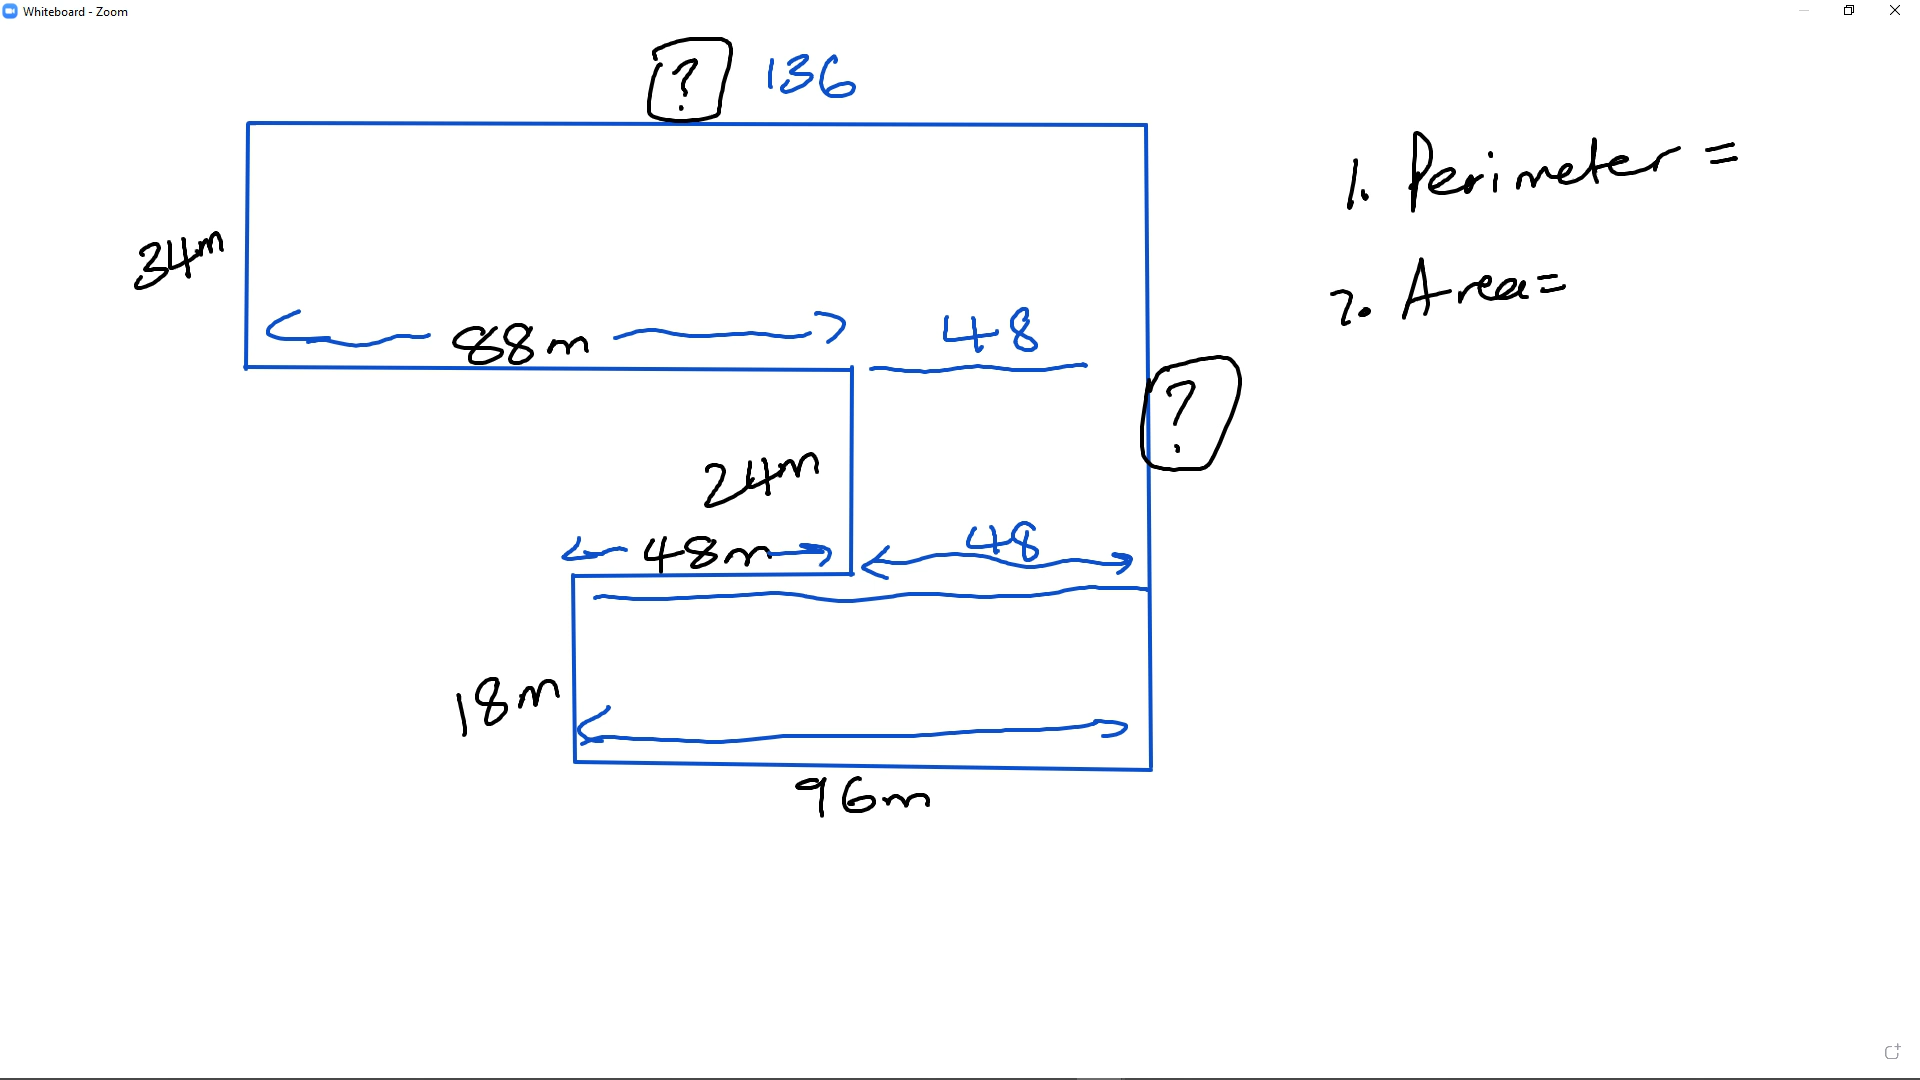 Whiteboard - Zoom
? 136
1. Perimeter =
34m
2. Area =
88m
48
?
24m
48m
48
18m
96m